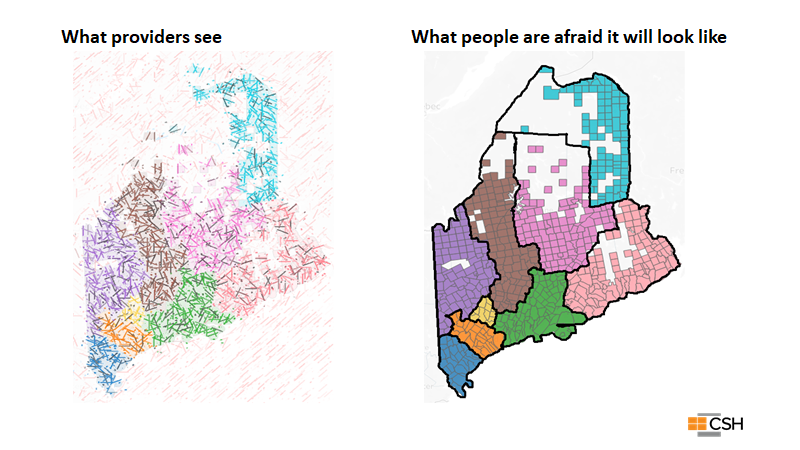 What providers see
What people are afraid it will look like
CSH